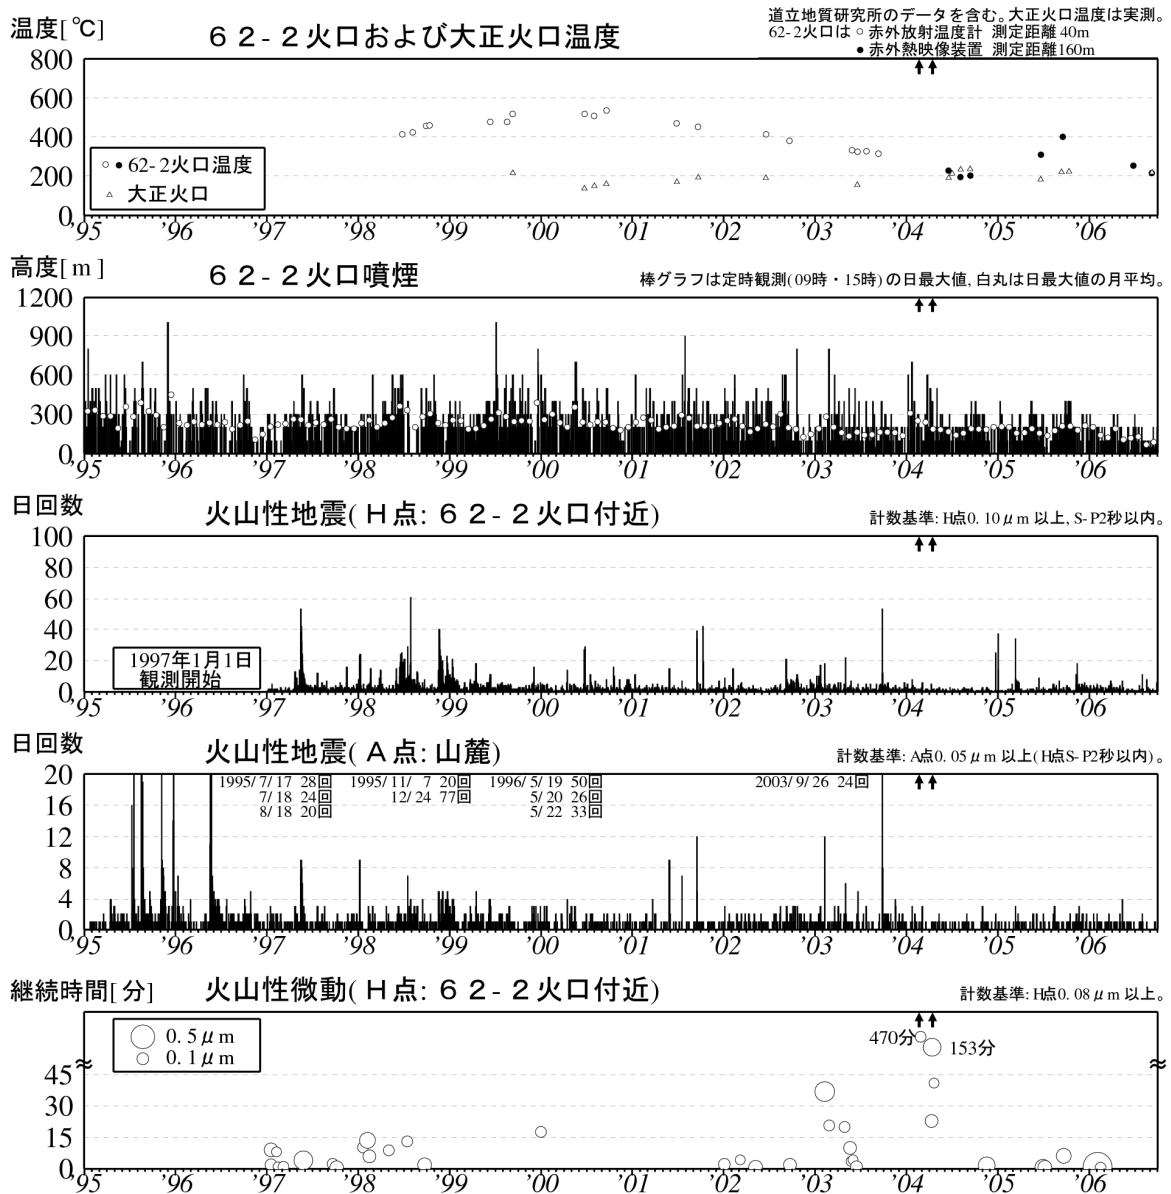 温度[℃]
６２-２火口および大正火口温度
道立地質研究所のデータを含む。大正火口温度は実測。
62-2火口は ○ 赤外放射温度計 測定距離 40m
● 赤外熱映像装置 測定距離160m
800
600
400
200
0
○ ● 62-2火口温度
△ 大正火口
'95 '96 '97 '98 '99 '00 '01 '02 '03 '04 '05 '06
高度[m]
６２-２火口噴煙
棒グラフは定時観測(09時・15時)の日最大値, 白丸は日最大値の月平均。
1200
900
600
300
0
'95 '96 '97 '98 '99 '00 '01 '02 '03 '04 '05 '06
日回数
火山性地震(Ｈ点: ６２-２火口付近)
計数基準: H点0.10μm 以上, S-P2秒以内。
100
80
60
40
20
0
1997年1月1日
観測開始
'95 '96 '97 '98 '99 '00 '01 '02 '03 '04 '05 '06
日回数
火山性地震(Ａ点: 山麓)
計数基準: A点0.05μm 以上(H点S-P2秒以内)。
20
16
12
8
4
0
1995/ 7/17 28回 1995/11/ 7 20回 1996/ 5/19 50回 2003/ 9/26 24回
7/18 24回 12/24 77回 5/20 26回
8/18 20回 5/22 33回
'95 '96 '97 '98 '99 '00 '01 '02 '03 '04 '05 '06
継続時間[分]
火山性微動(Ｈ点: ６２-２火口付近)
計数基準: H点0.08μm 以上。
0.5μm
0.1μm
470分
153分
45
30
15
0
'95 '96 '97 '98 '99 '00 '01 '02 '03 '04 '05 '06